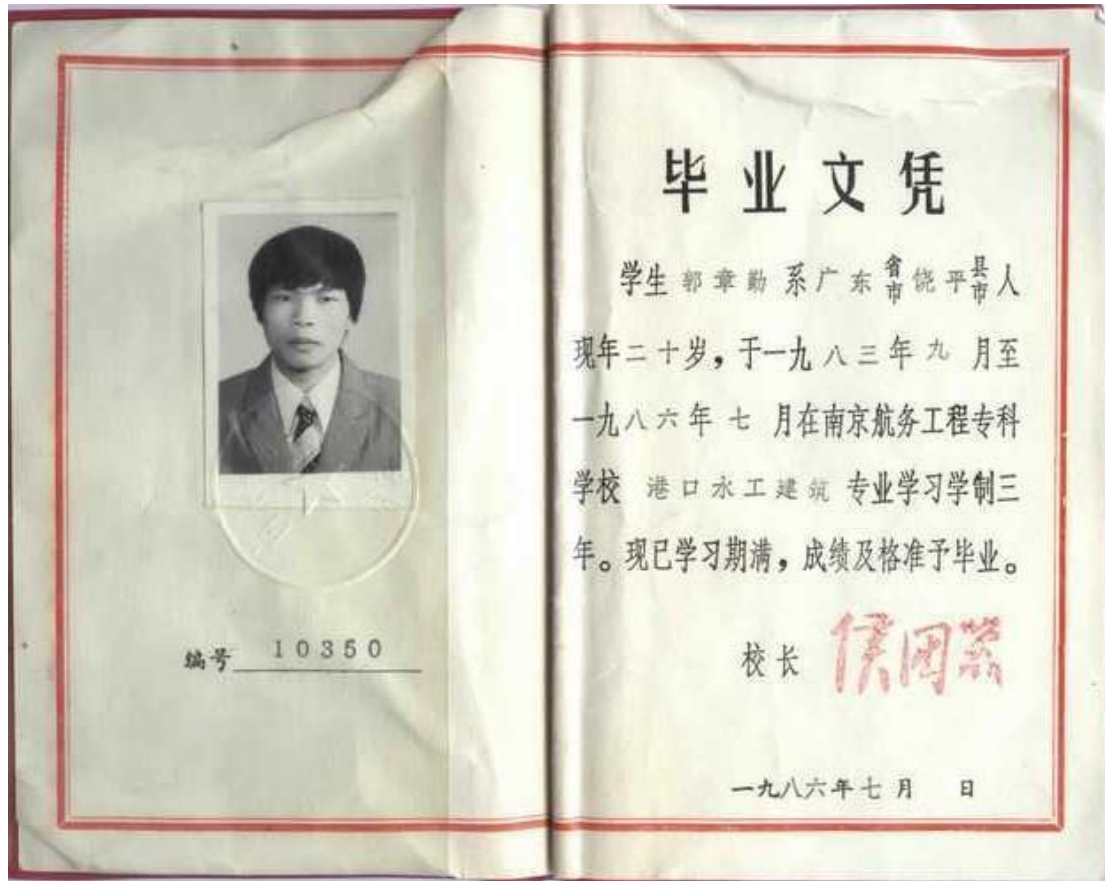 编号 10350
毕业文凭
学生 郭章勤 系广东省市饶平县市人
现年二十岁，于一九八三年九月至
一九八六年七月在南京航务工程专科
学校 港口水工建筑 专业学习学制三
年。现已学习期满，成绩及格准予毕业。
校长
一九八六年七月 日